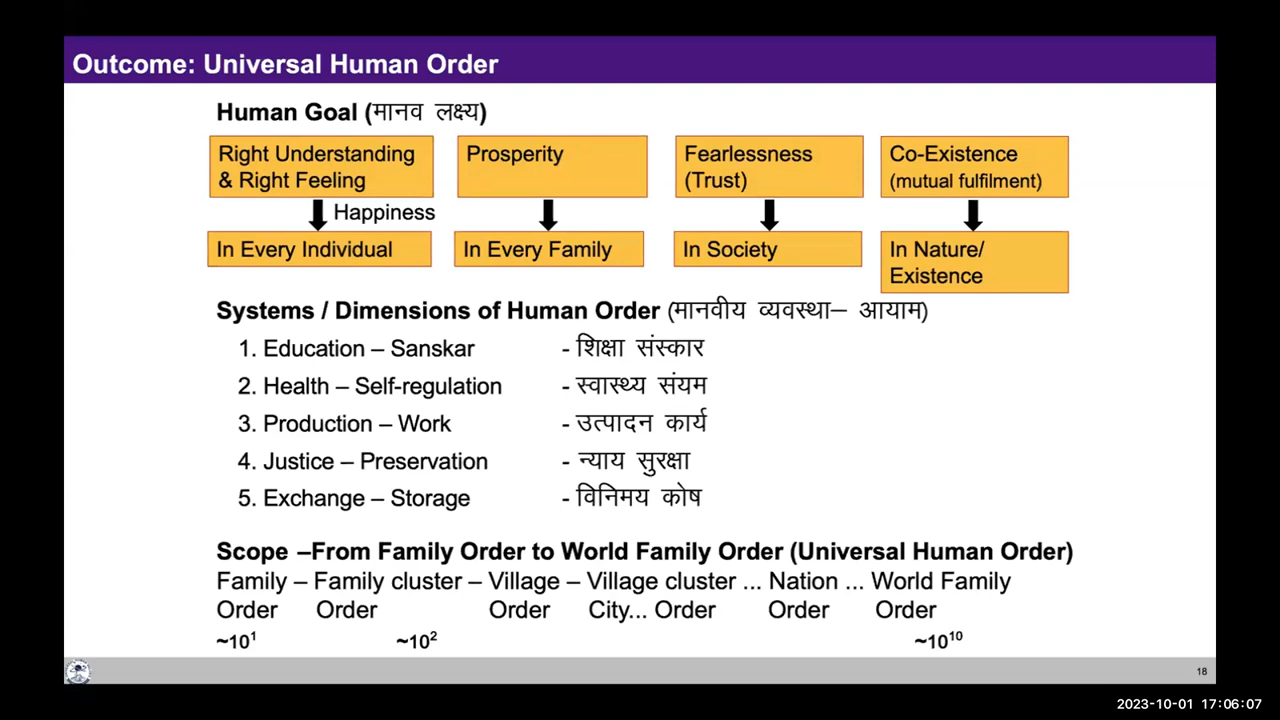 Outcome: Universal Human Order
Human Goal (मानव लक्ष्य)
Right Understanding
& Right Feeling
Prosperity
Fearlessness
(Trust)
Co-Existence
(mutual fulfilment)
Happiness
In Every Individual
In Every Family
In Society
In Nature/
Existence
Systems / Dimensions of Human Order (मानवीय व्यवस्था– आयाम)
1. Education – Sanskar - शिक्षा संस्कार
2. Health – Self-regulation - स्वास्थ्य संयम
3. Production – Work - उत्पादन कार्य
4. Justice – Preservation - न्याय सुरक्षा
5. Exchange – Storage - विनिमय कोष
Scope –From Family Order to World Family Order (Universal Human Order)
Family – Family cluster – Village – Village cluster ... Nation ... World Family
Order Order Order City... Order Order Order
~10¹ ~10² ~10¹⁰
18
2023-10-01 17:06:07